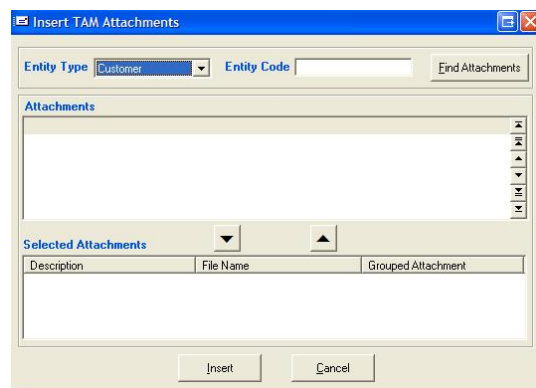 Insert TAM Attachments
Entity Type Customer Entity Code Find Attachments
Attachments
Selected Attachments
Description File Name Grouped Attachment
Insert Cancel